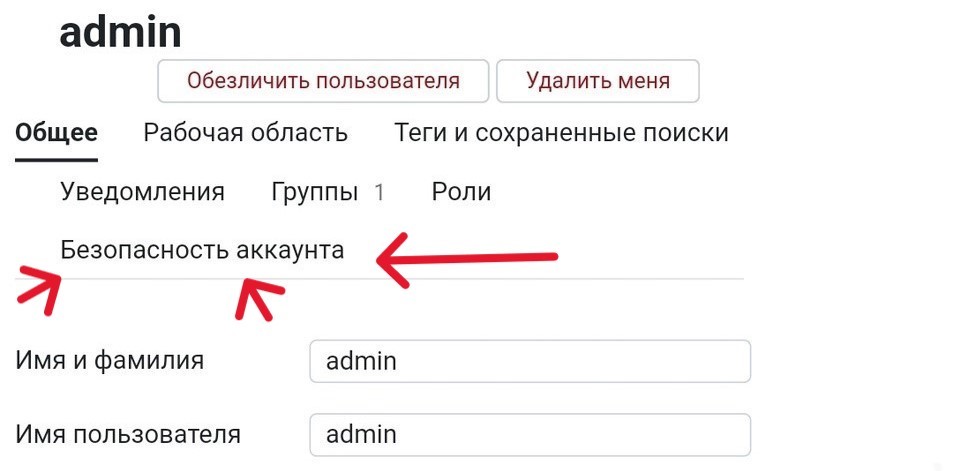 admin
Обезличить пользователя Удалить меня
Общее Рабочая область Теги и сохраненные поиски
Уведомления Группы 1 Роли
Безопасность аккаунта
Имя и фамилия admin
Имя пользователя admin